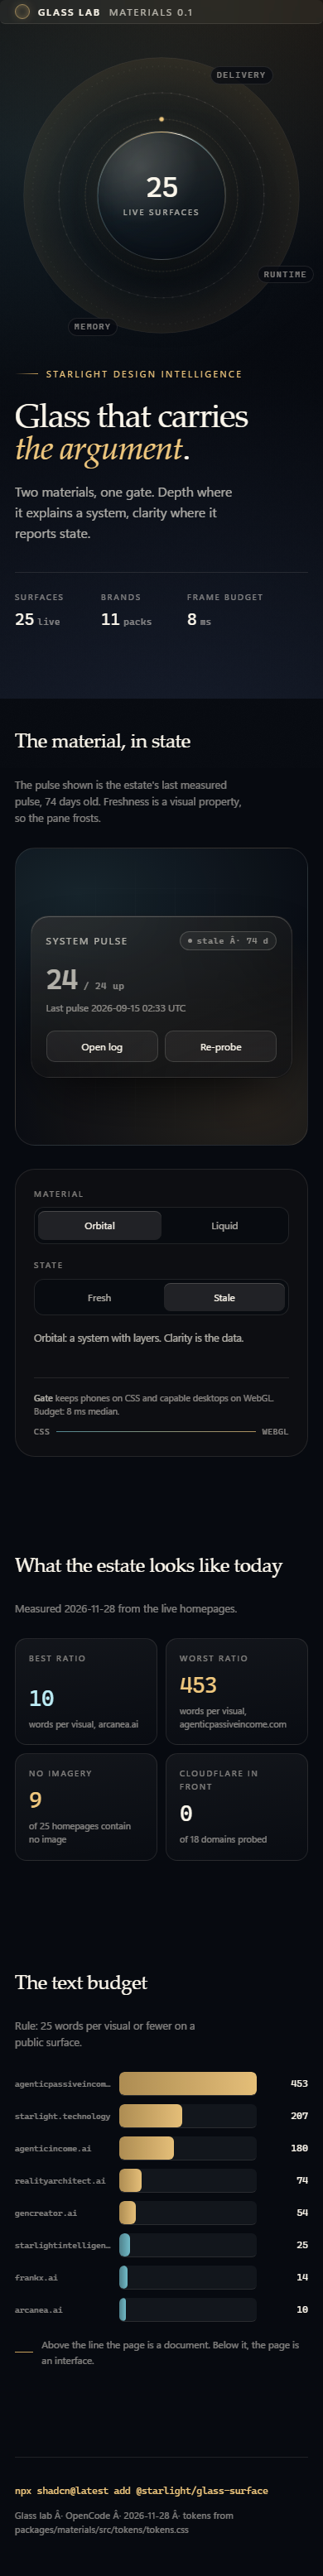 GLASS LAB MATERIALS 0.1
DELIVERY
25
LIVE SURFACES
RUNTIME
MEMORY
STARLIGHT DESIGN INTELLIGENCE
Glass that carries
the argument.
Two materials, one gate. Depth where
it explains a system, clarity where it
reports state.
SURFACES BRANDS FRAME BUDGET
25 live 11 packs 8 ms
The material, in state
The pulse shown is the estate's last measured
pulse, 74 days old. Freshness is a visual property,
so the pane frosts.
SYSTEM PULSE stale Â· 74 d
24 / 24 up
Last pulse 2026-09-15 02:33 UTC
Open log Re-probe
MATERIAL
Orbital Liquid
STATE
Fresh Stale
Orbital: a system with layers. Clarity is the data.
Gate keeps phones on CSS and capable desktops on WebGL.
Budget: 8 ms median.
CSS WEBGL
What the estate looks like today
Measured 2026-11-28 from the live homepages.
BEST RATIO
10
words per visual, arcanea.ai
WORST RATIO
453
words per visual,
agenticpassiveincome.com
NO IMAGERY
9
of 25 homepages contain
no image
CLOUDFLARE IN
FRONT
0
of 18 domains probed
The text budget
Rule: 25 words per visual or fewer on a
public surface.
agenticpassiveincom… 453
starlight.technology 207
agenticincome.ai 180
realityarchitect.ai 74
gencreator.ai 54
starlightintelligen… 25
frankx.ai 14
arcanea.ai 10
Above the line the page is a document. Below it, the page is
an interface.
npx shadcn@latest add @starlight/glass-surface
Glass lab Â· OpenCode Â· 2026-11-28 Â· tokens from
packages/materials/src/tokens/tokens.css